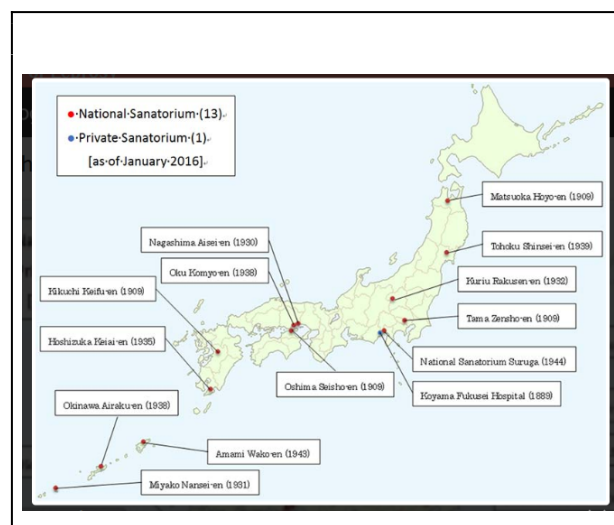 National·Sanatorium·(13)
Private·Sanatorium·(1)
[as·of·January·2016]
Matsuoka Hoyo-en (1909)
Nagashima Aisei-en (1930)
Tohoku Shinsei-en (1939)
Oku Komyo-en (1938)
Kuriu Rakusen-en (1932)
Kikuchi Keifu-en (1909)
Tama Zensho-en (1909)
Hoshizuka Keiai-en (1935)
National Sanatorium Suruga (1944)
Oshima Seisho-en (1909)
Koyama Fukusei Hospital (1889)
Okinawa Airaku-en (1938)
Amami Wako-en (1943)
Miyako Nansei-en (1931)